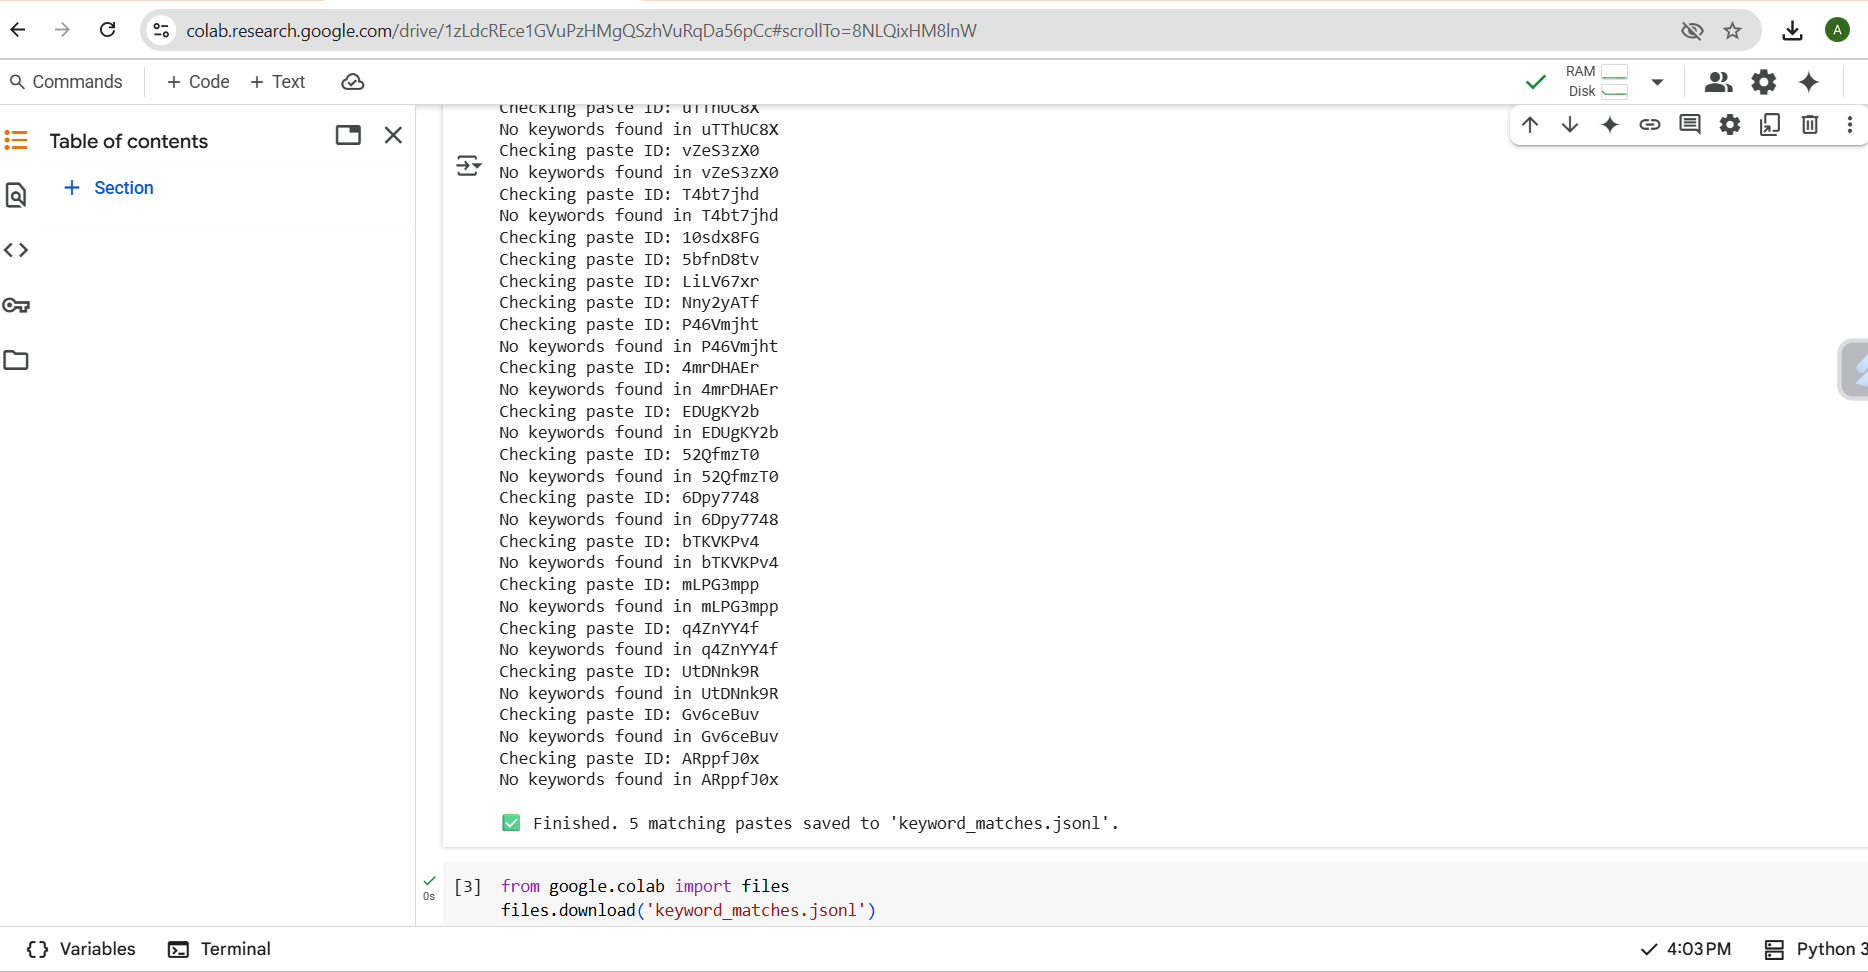 colab.research.google.com/drive/1zLdcREce1GVuPzHMgQSzhVuRqDa56pCc#scrollTo=8NLQixHM8lnW
A
Commands
+ Code
+ Text
RAM
Disk
Table of contents
+ Section
Checking paste ID: uTThUC8X
No keywords found in uTThUC8X
Checking paste ID: vZeS3zX0
No keywords found in vZeS3zX0
Checking paste ID: T4bt7jhd
No keywords found in T4bt7jhd
Checking paste ID: 10sdx8FG
Checking paste ID: 5bfnD8tv
Checking paste ID: LiLV67xr
Checking paste ID: Nny2yATf
Checking paste ID: P46Vmjht
No keywords found in P46Vmjht
Checking paste ID: 4mrDHAEr
No keywords found in 4mrDHAEr
Checking paste ID: EDUgKY2b
No keywords found in EDUgKY2b
Checking paste ID: 52QfmzT0
No keywords found in 52QfmzT0
Checking paste ID: 6Dpy7748
No keywords found in 6Dpy7748
Checking paste ID: bTKVKPv4
No keywords found in bTKVKPv4
Checking paste ID: mLPG3mpp
No keywords found in mLPG3mpp
Checking paste ID: q4ZnYY4f
No keywords found in q4ZnYY4f
Checking paste ID: UtDNnk9R
No keywords found in UtDNnk9R
Checking paste ID: Gv6ceBuv
No keywords found in Gv6ceBuv
Checking paste ID: ARppfJ0x
No keywords found in ARppfJ0x
✅ Finished. 5 matching pastes saved to 'keyword_matches.jsonl'.
0s
[3] from google.colab import files
files.download('keyword_matches.jsonl')
{} Variables
Terminal
4:03 PM
Python 3